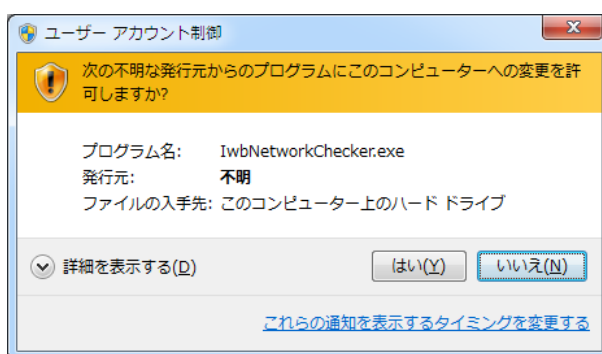 ユーザー アカウント制御
次の不明な発行元からのプログラムにこのコンピューターへの変更を許
可しますか?
プログラム名: IwbNetworkChecker.exe
発行元: 不明
ファイルの入手先: このコンピューター上のハード ドライブ
詳細を表示する(D) はい(Y) いいえ(N)
これらの通知を表示するタイミングを変更する